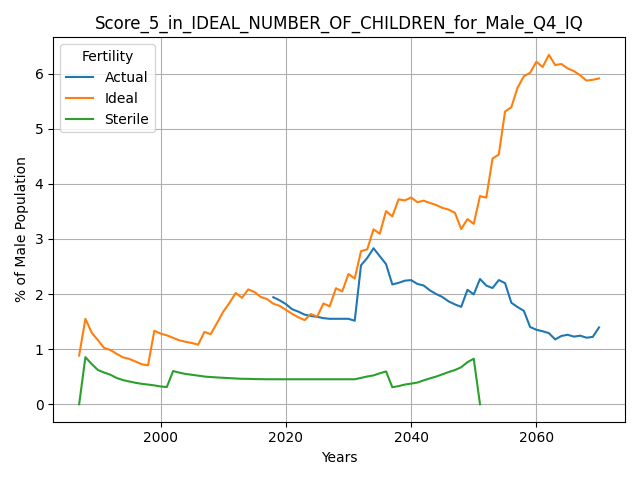 Score_5_in_IDEAL_NUMBER_OF_CHILDREN_for_Male_Q4_IQ
Fertility
Actual
Ideal
Sterile
% of Male Population
6
5
4
3
2
1
0
2000
2020
2040
2060
Years